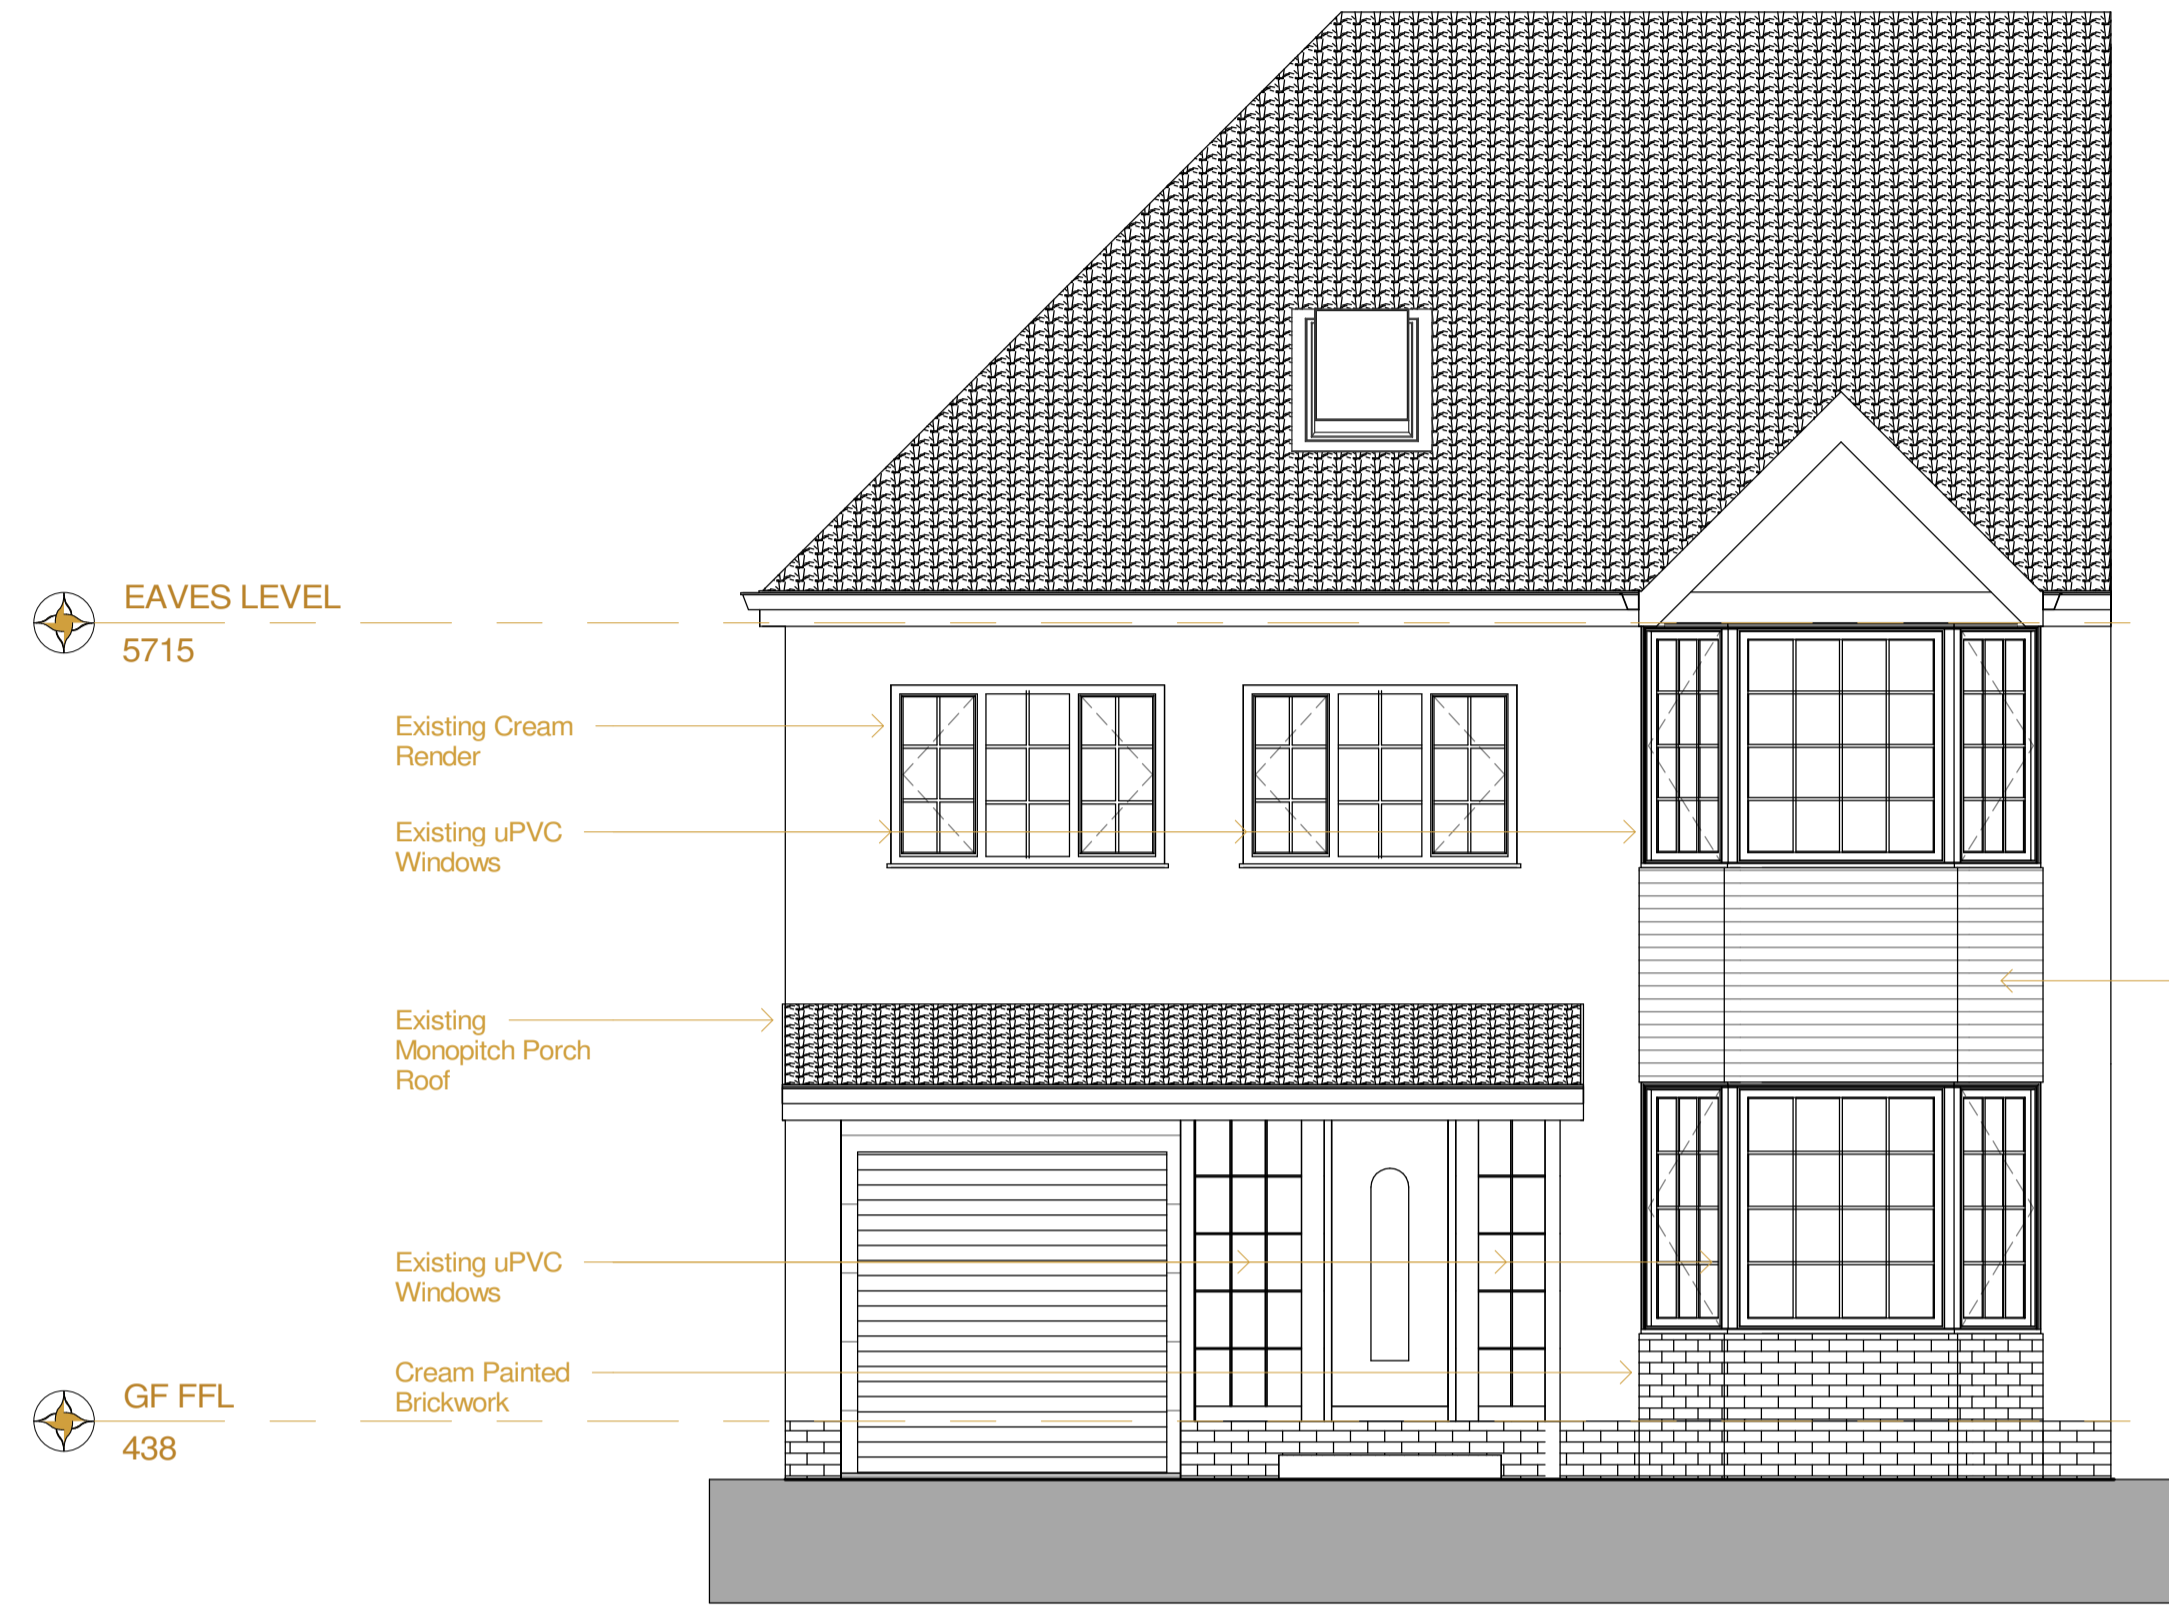 EAVES LEVEL
5715
Existing Cream
Render
Existing uPVC
Windows
Existing
Monopitch Porch
Roof
Existing uPVC
Windows
Cream Painted
Brickwork
GF FFL
438